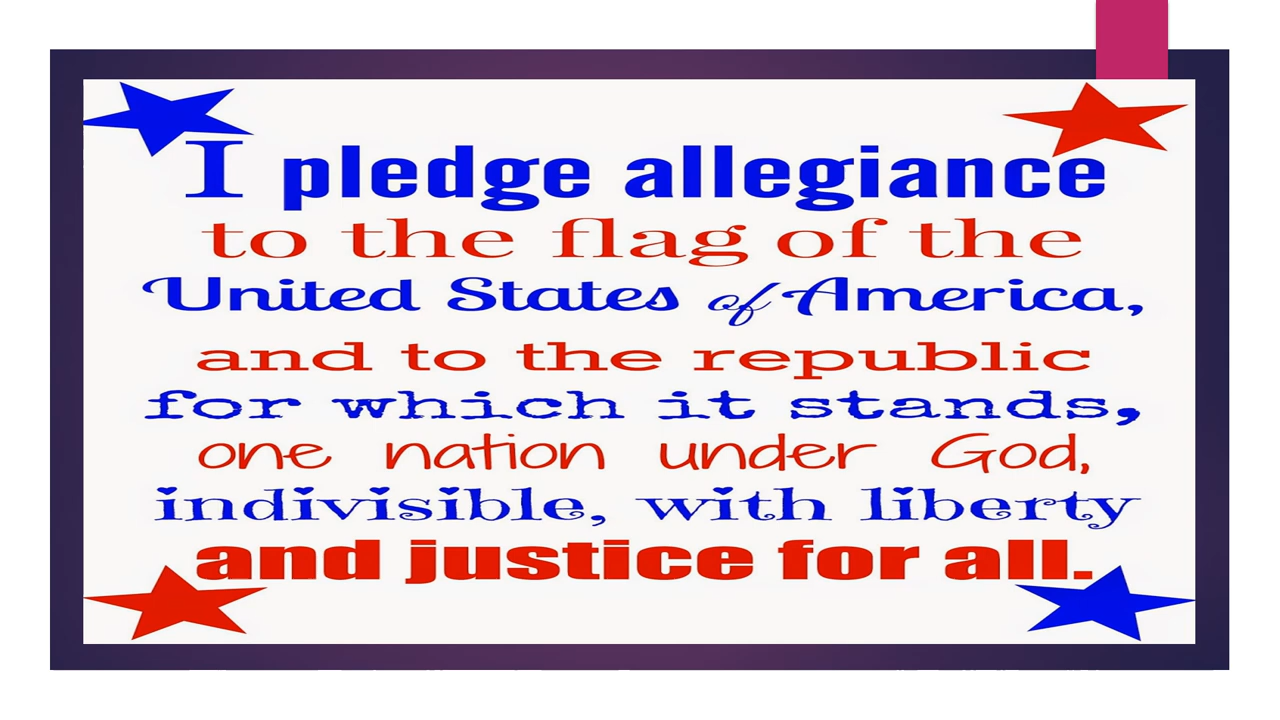 I pledge allegiance
to the flag of the
United States of America,
and to the republic
for which it stands,
one nation under God,
indivisible, with liberty
and justice for all.